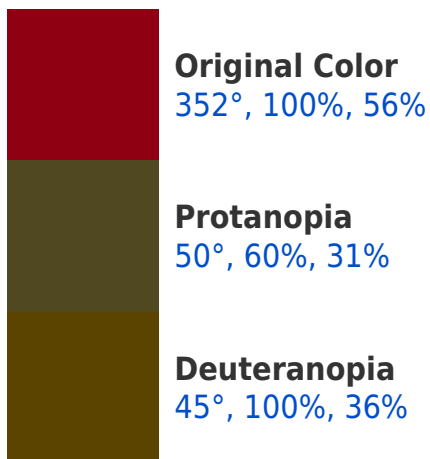 Original Color
352°, 100%, 56%
Protanopia
50°, 60%, 31%
Deuteranopia
45°, 100%, 36%